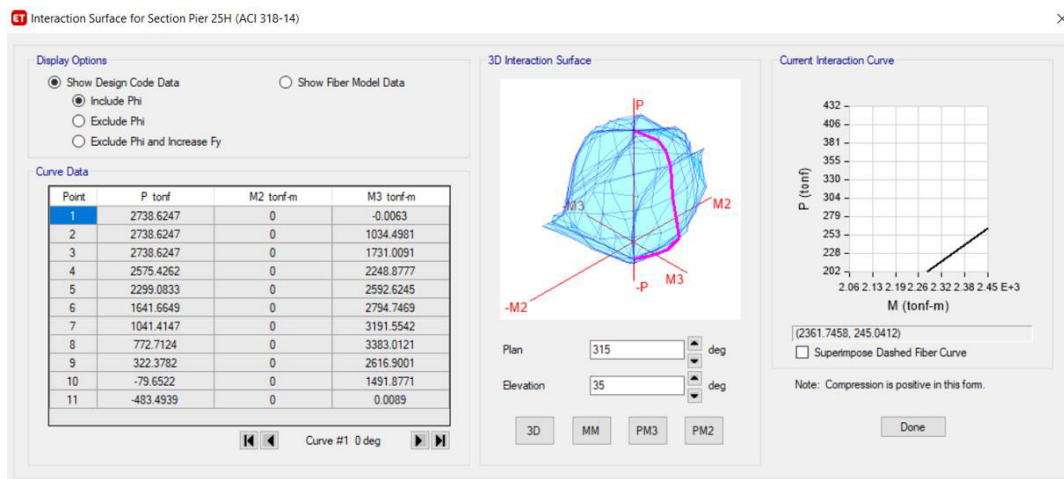 ET Interaction Surface for Section Pier 25H (ACI 318-14)
Display Options
Show Design Code Data
Show Fiber Model Data
Include Phi
Exclude Phi
Exclude Phi and Increase Fy
Curve Data
Point P tonf M2 tonf-m M3 tonf-m
1 2738.6247 0 -0.0063
2 2738.6247 0 1034.4981
3 2738.6247 0 1731.0091
4 2575.4262 0 2248.8777
5 2299.0833 0 2592.6245
6 1641.6649 0 2794.7469
7 1041.4147 0 3191.5542
8 772.7124 0 3383.0121
9 322.3782 0 2616.9001
10 -79.6522 0 1491.8771
11 -483.4939 0 0.0089
Curve #1 0 deg
3D Interaction Surface
P
-M3
M2
M3
-P
-M2
Plan 315 deg
Elevation 35 deg
3D MM PM3 PM2
Current Interaction Curve
P (tonf)
432
406
381
355
330
304
279
253
228
202
2.06 2.13 2.19 2.26 2.32 2.38 2.45 E+3
M (tonf-m)
(2361.7458, 245.0412)
Superimpose Dashed Fiber Curve
Note: Compression is positive in this form.
Done